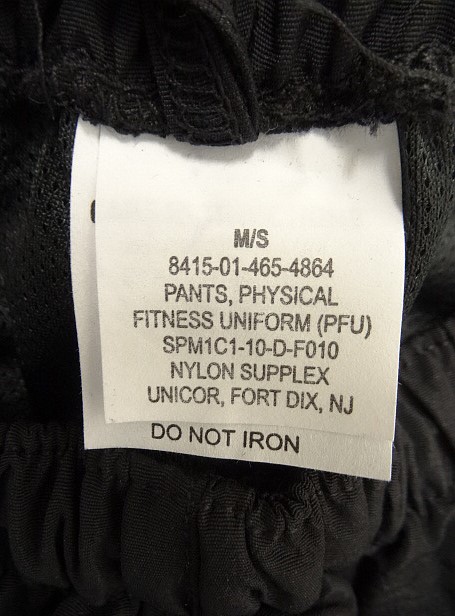 M/S
8415-01-465-4864
PANTS, PHYSICAL
FITNESS UNIFORM (PFU)
SPM1C1-10-D-F010
NYLON SUPPLEX
UNICOR, FORT DIX, NJ
DO NOT IRON